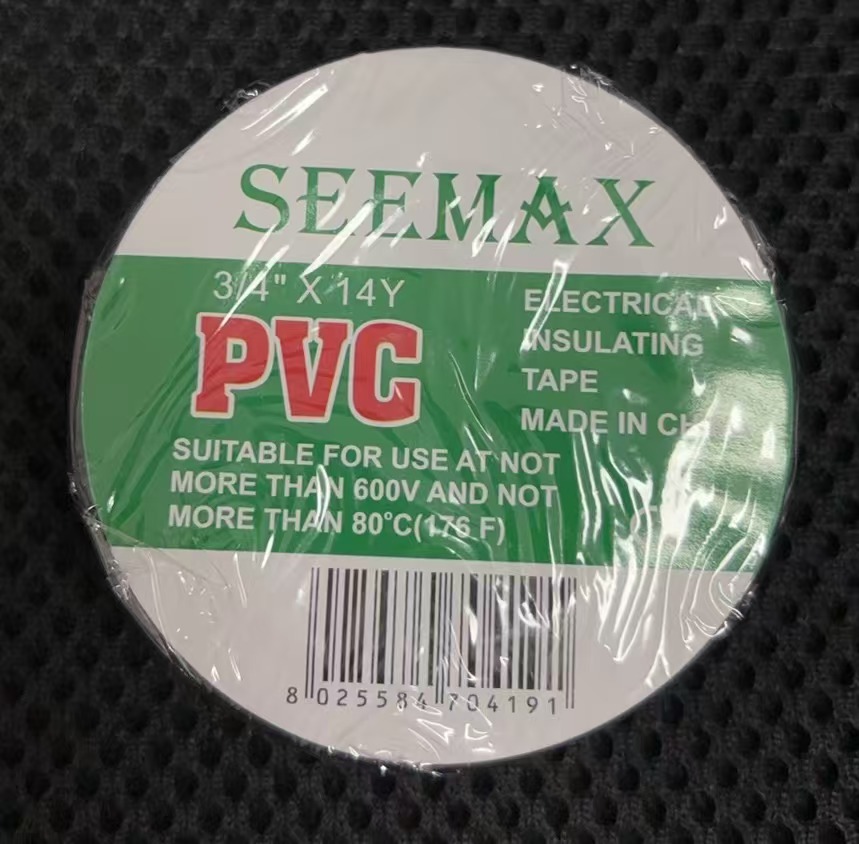 SEEMAX
3/4" X 14Y
PVC
ELECTRICAL
INSULATING
TAPE
MADE IN
SUITABLE FOR USE AT NOT
MORE THAN 600V AND NOT
MORE THAN 80°C(176 F)
8 025584 704191